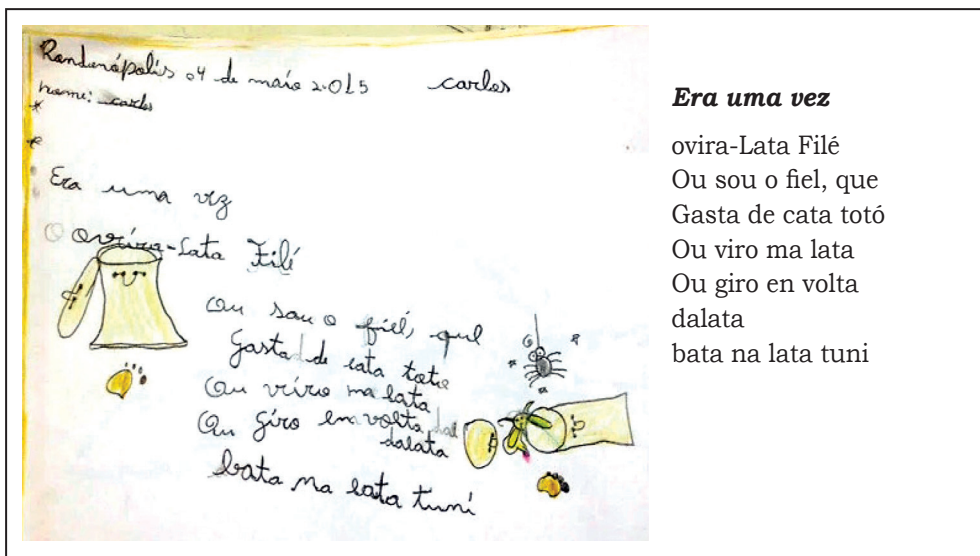 Rondonópolis 04 de maio 2015 carlos
nome: carlos
Era uma vez
O ovira-Lata Filé
Ou sou o fiel, que
Gasta de cata totó
Ou viro ma lata
Ou giro en volta
dalata
bata na lata tuni
Era uma vez
ovira-Lata Filé
Ou sou o fiel, que
Gasta de cata totó
Ou viro ma lata
Ou giro en volta
dalata
bata na lata tuni